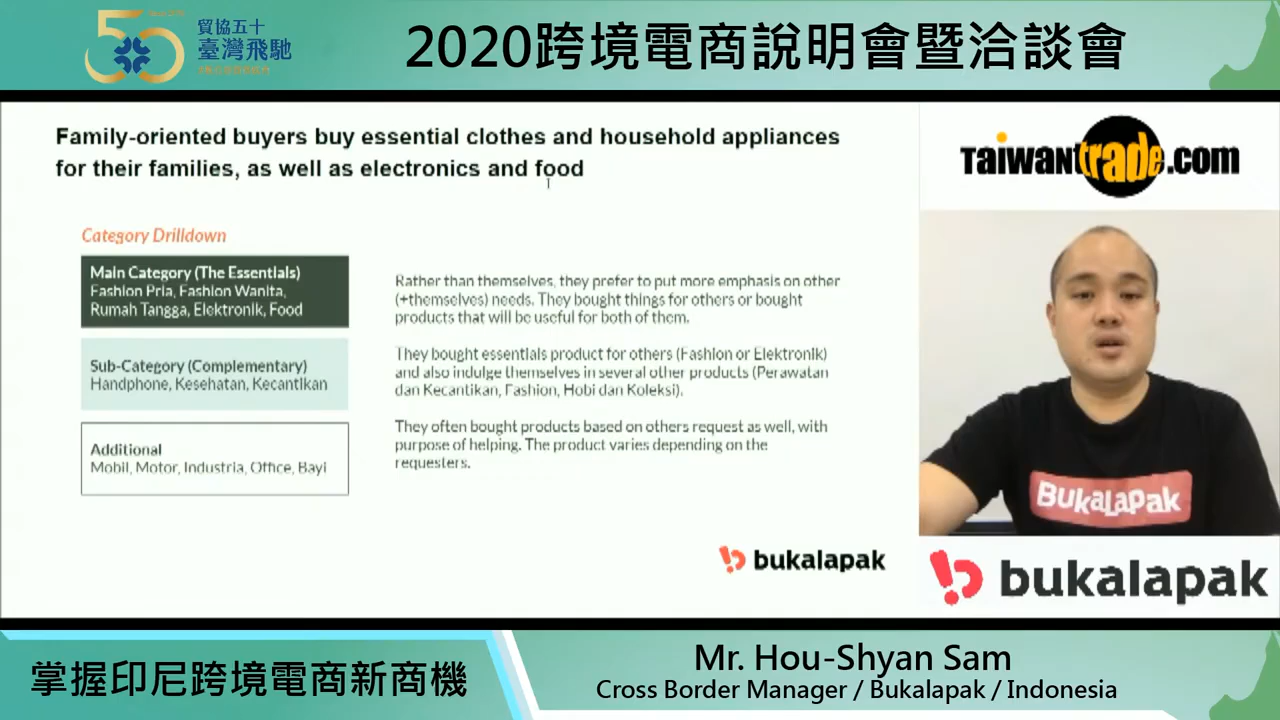 50
貿協五十
臺灣飛馳
2020跨境電商說明會暨洽談會
Family-oriented buyers buy essential clothes and household appliances
for their families, as well as electronics and food
Category Drilldown
Main Category (The Essentials)
Fashion Pria, Fashion Wanita,
Rumah Tangga, Elektronik, Food
Sub-Category (Complementary)
Handphone, Kesehatan, Kecantikan
Additional
Mobil, Motor, Industria, Office, Bayi
Rather than themselves, they prefer to put more emphasis on other
(+themselves) needs. They bought things for others or bought
products that will be useful for both of them.
They bought essentials product for others (Fashion or Elektronik)
and also indulge themselves in several other products (Perawatan
dan Kecantikan, Fashion, Hobi dan Koleksi).
They often bought products based on others request as well, with
purpose of helping. The product varies depending on the
requesters.
bukalapak
Taiwantrade.com
BukaLapak
bukalapak
掌握印尼跨境電商新商機
Mr. Hou-Shyan Sam
Cross Border Manager / Bukalapak / Indonesia